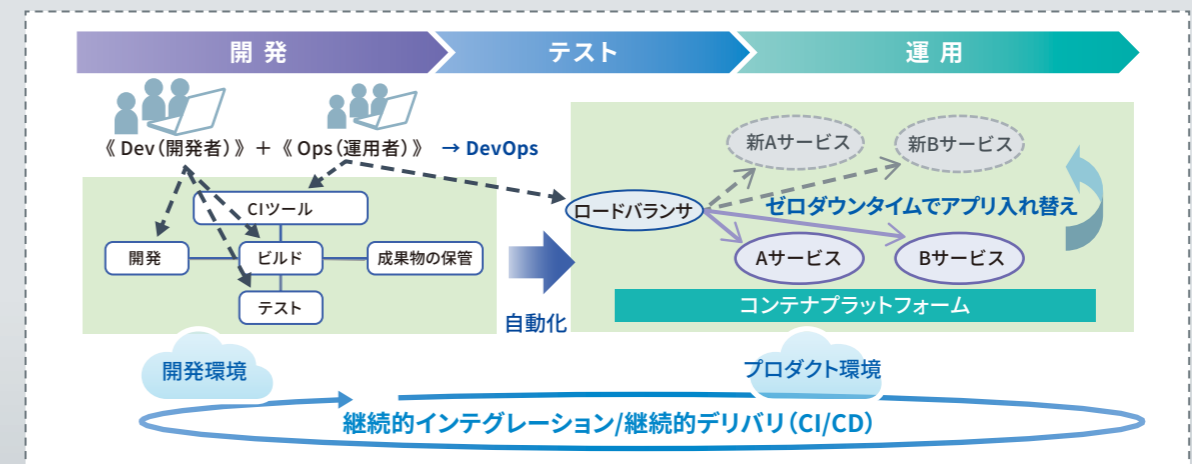 開発
テスト
運用
《 Dev(開発者) 》 + 《 Ops(運用者) 》 → DevOps
新Aサービス
新Bサービス
CIツール
ロードバランサ
ゼロダウンタイムでアプリ入れ替え
開発
ビルド
成果物の保管
Aサービス
Bサービス
テスト
コンテナプラットフォーム
自動化
開発環境
プロダクト環境
継続的インテグレーション/継続的デリバリ(CI/CD)